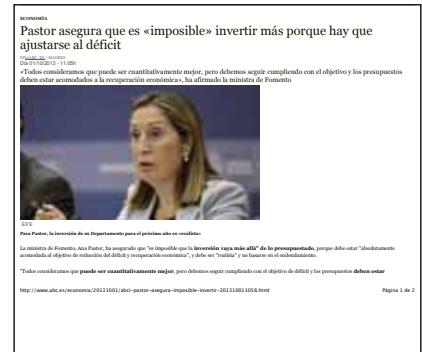 ECONOMÍA
Pastor asegura que es «imposible» invertir más porque hay que
ajustarse al déficit
MADRID
Día 01/10/2013 - 11.05h
«Todos consideramos que puede ser cuantitativamente mejor, pero debemos seguir cumpliendo con el objetivo y los presupuestos
deben estar acomodados a la recuperación económica», ha afirmado la ministra de Fomento
EFE
Para Pastor, la inversión de su Departamento para el próximo año es «realista»
La ministra de Fomento, Ana Pastor, ha asegurado que "es imposible que la inversión vaya más allá" de lo presupuestado, porque debe estar "absolutamente
acomodada al objetivo de reducción del déficit y recuperación económica", y debe ser "realista" y no basarse en el endeudamiento.
"Todos consideramos que puede ser cuantitativamente mejor, pero debemos seguir cumpliendo con el objetivo de déficit y los presupuestos deben estar
http://www.abc.es/economia/20131001/abci-pastor-asegura-imposible-invertir-201310011058.html Página 1 de 2